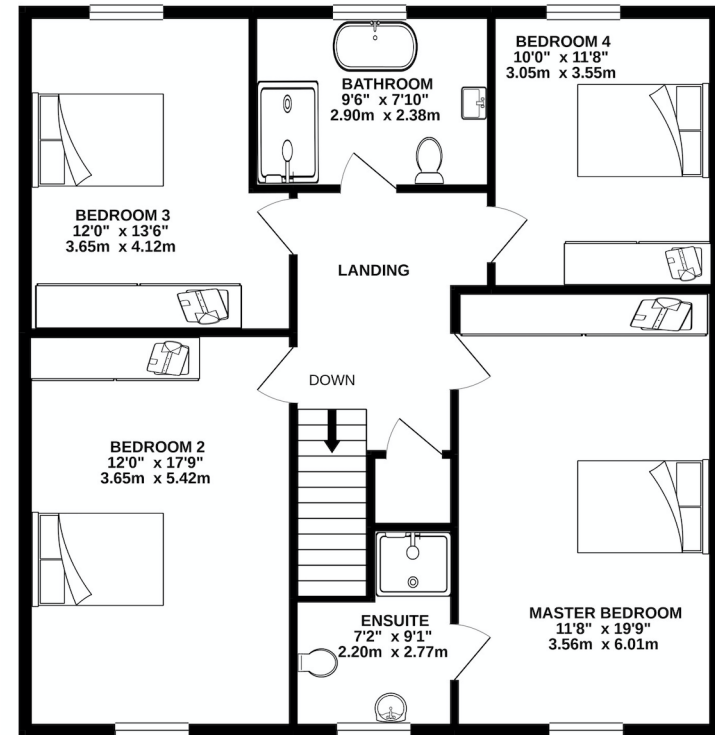 BEDROOM 4
10'0" x 11'8"
3.05m x 3.55m
BATHROOM
9'6" x 7'10"
2.90m x 2.38m
BEDROOM 3
12'0" x 13'6"
3.65m x 4.12m
LANDING
DOWN
BEDROOM 2
12'0" x 17'9"
3.65m x 5.42m
ENSUITE
7'2" x 9'1"
2.20m x 2.77m
MASTER BEDROOM
11'8" x 19'9"
3.56m x 6.01m